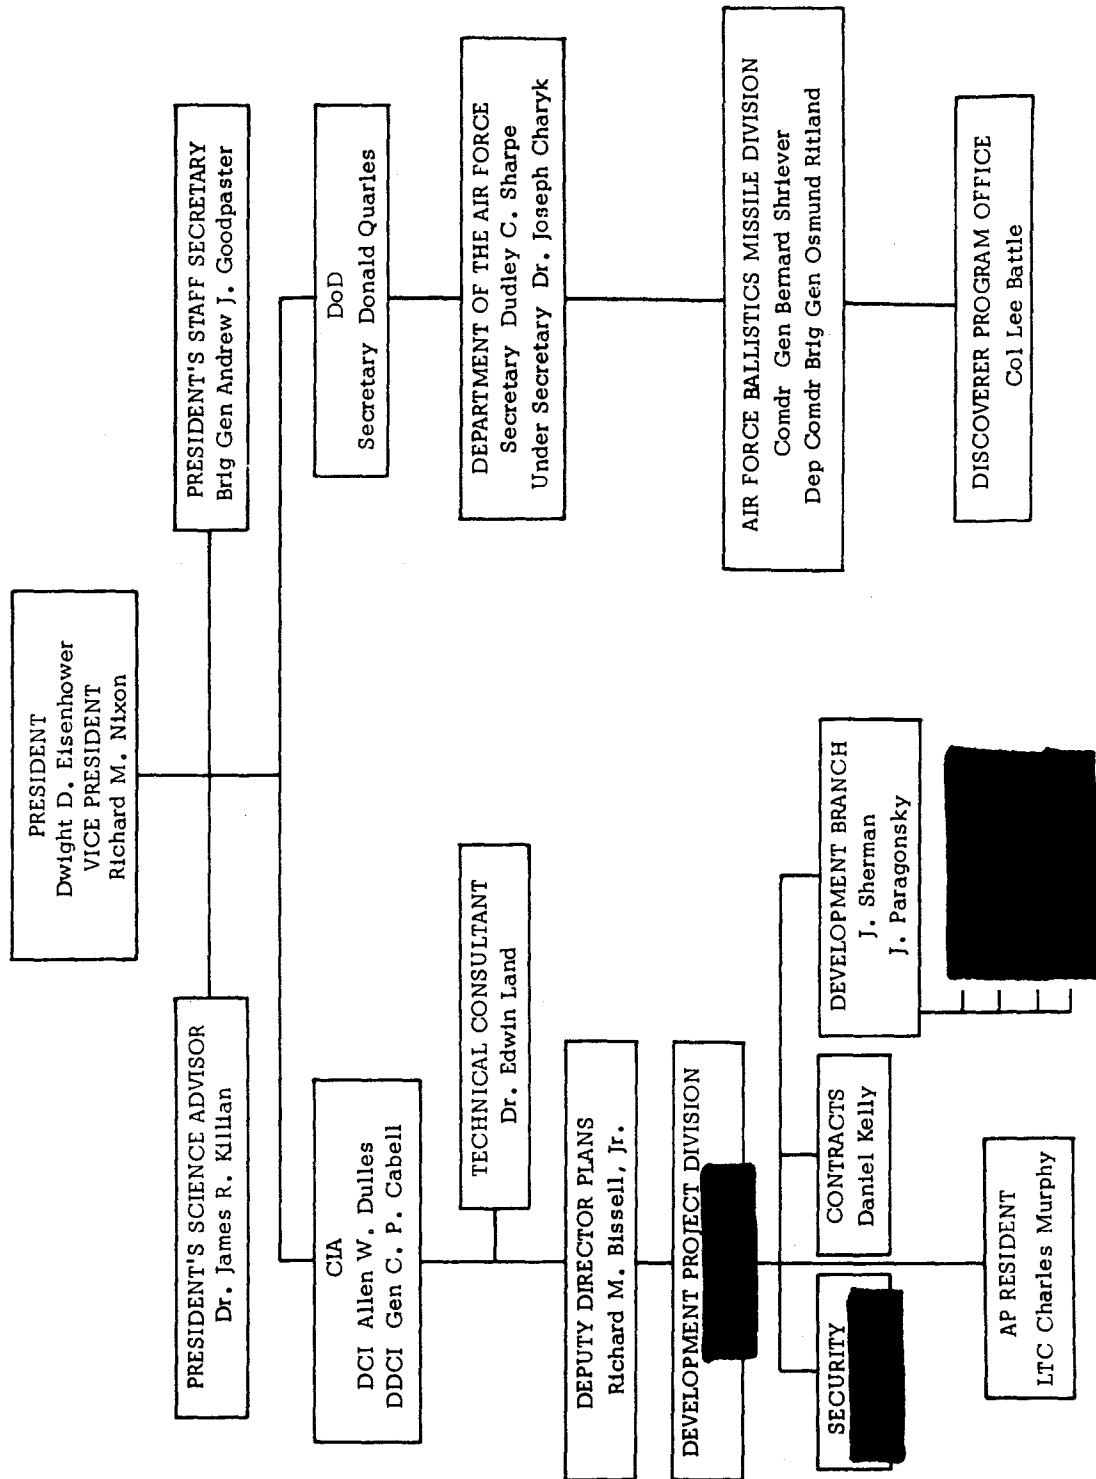 PRESIDENT
Dwight D. Eisenhower
VICE PRESIDENT
Richard M. Nixon
PRESIDENT'S SCIENCE ADVISOR
Dr. James R. Killian
PRESIDENT'S STAFF SECRETARY
Brig Gen Andrew J. Goodpaster
CIA
DCI Allen W. Dulles
DDCI Gen C. P. Cabell
DoD
Secretary Donald Quarles
TECHNICAL CONSULTANT
Dr. Edwin Land
DEPARTMENT OF THE AIR FORCE
Secretary Dudley C. Sharpe
Under Secretary Dr. Joseph Charyk
DEPUTY DIRECTOR PLANS
Richard M. Bissell, Jr.
DEVELOPMENT PROJECT DIVISION
AIR FORCE BALLISTICS MISSILE DIVISION
Comdr Gen Bernard Shriever
Dep Comdr Brig Gen Osmund Ritland
SECURITY
CONTRACTS
Daniel Kelly
DEVELOPMENT BRANCH
J. Sherman
J. Paragonsky
AP RESIDENT
LTC Charles Murphy
DISCOVERER PROGRAM OFFICE
Col Lee Battle